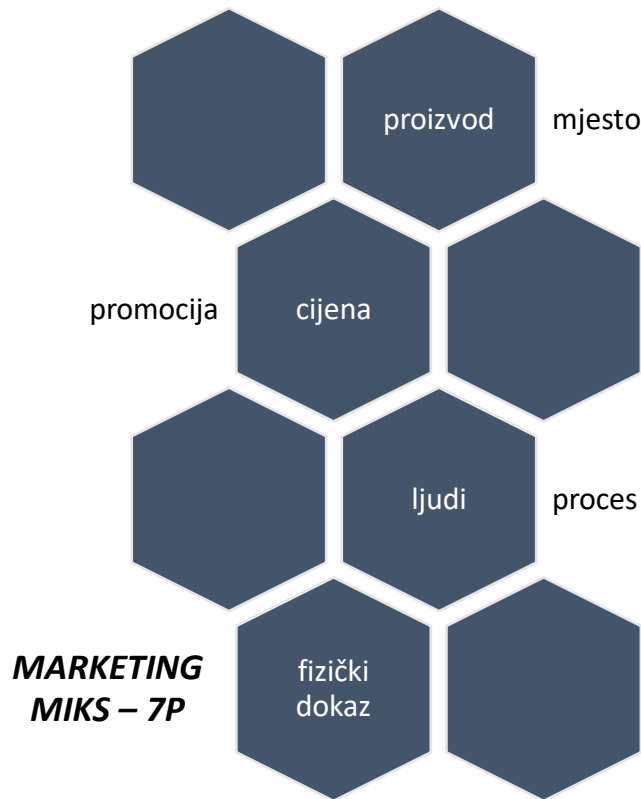 proizvod mjesto
promocija cijena
ljudi proces
MARKETING
MIKS – 7P
fizički
dokaz